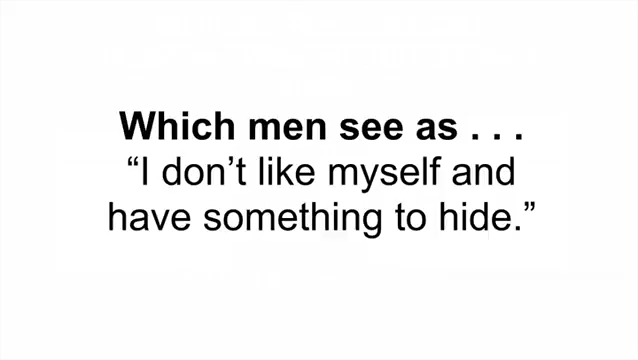 Which men see as . . .
“I don’t like myself and
have something to hide.”